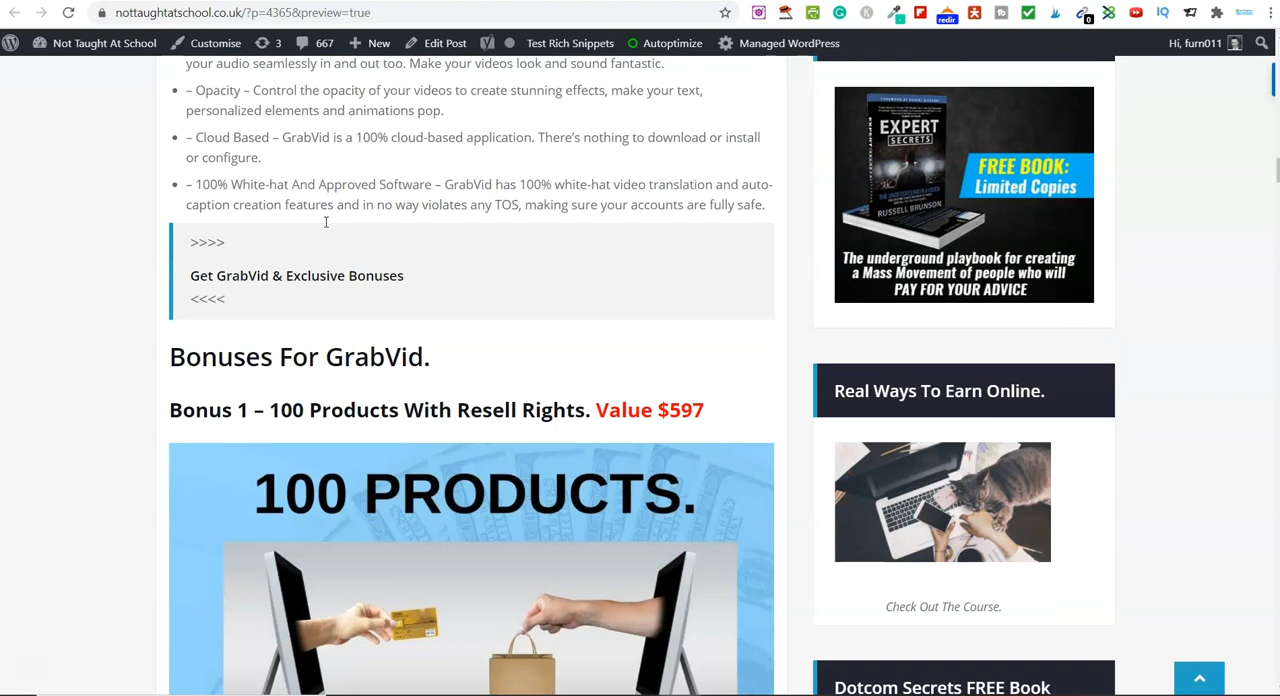 nottaughtatschool.co.uk/?p=4365&preview=true
Not Taught At School Customise 3 667 New Edit Post Test Rich Snippets Autoptimize Managed WordPress Hi, furn011
your audio seamlessly in and out too. Make your videos look and sound fantastic.
– Opacity – Control the opacity of your videos to create stunning effects, make your text,
personalized elements and animations pop.
– Cloud Based – GrabVid is a 100% cloud-based application. There's nothing to download or install
or configure.
– 100% White-hat And Approved Software – GrabVid has 100% white-hat video translation and auto-
caption creation features and in no way violates any TOS, making sure your accounts are fully safe.
>>>>
Get GrabVid & Exclusive Bonuses
<<<<
Bonuses For GrabVid.
Bonus 1 – 100 Products With Resell Rights. Value $597
100 PRODUCTS.
EXPERT
SECRETS
RUSSELL BRUNSON
FREE BOOK:
Limited Copies
The underground playbook for creating
a Mass Movement of people who will
PAY FOR YOUR ADVICE
Real Ways To Earn Online.
Check Out The Course.
Dotcom Secrets FREE Book